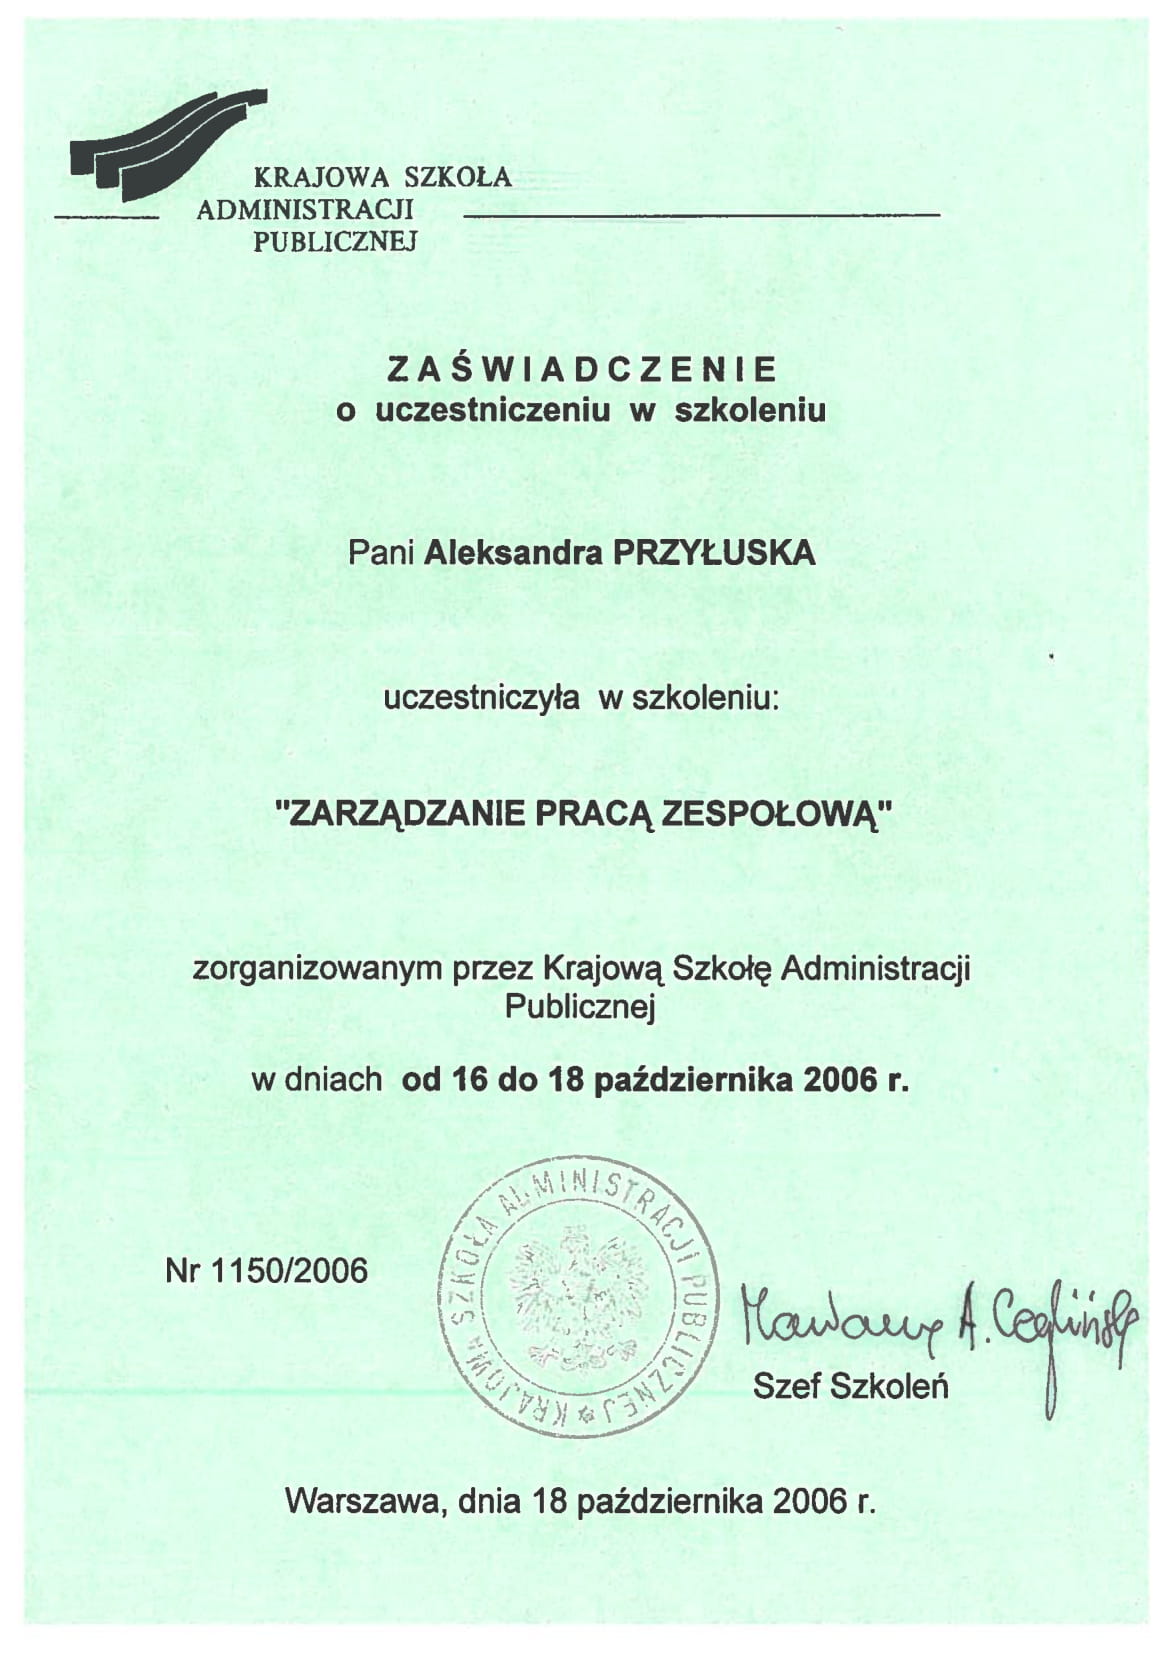 KRAJOWA SZKOŁA
ADMINISTRACJI
PUBLICZNEJ
ZAŚWIADCZENIE
o uczestniczeniu w szkoleniu
Pani Aleksandra PRZYŁUSKA
uczestniczyła w szkoleniu:
"ZARZĄDZANIE PRACĄ ZESPOŁOWĄ"
zorganizowanym przez Krajową Szkołę Administracji
Publicznej
w dniach od 16 do 18 października 2006 r.
KRAJOWA SZKOŁA ADMINISTRACJI PUBLICZNEJ
Nr 1150/2006
A.
Szef Szkoleń
Warszawa, dnia 18 października 2006 r.